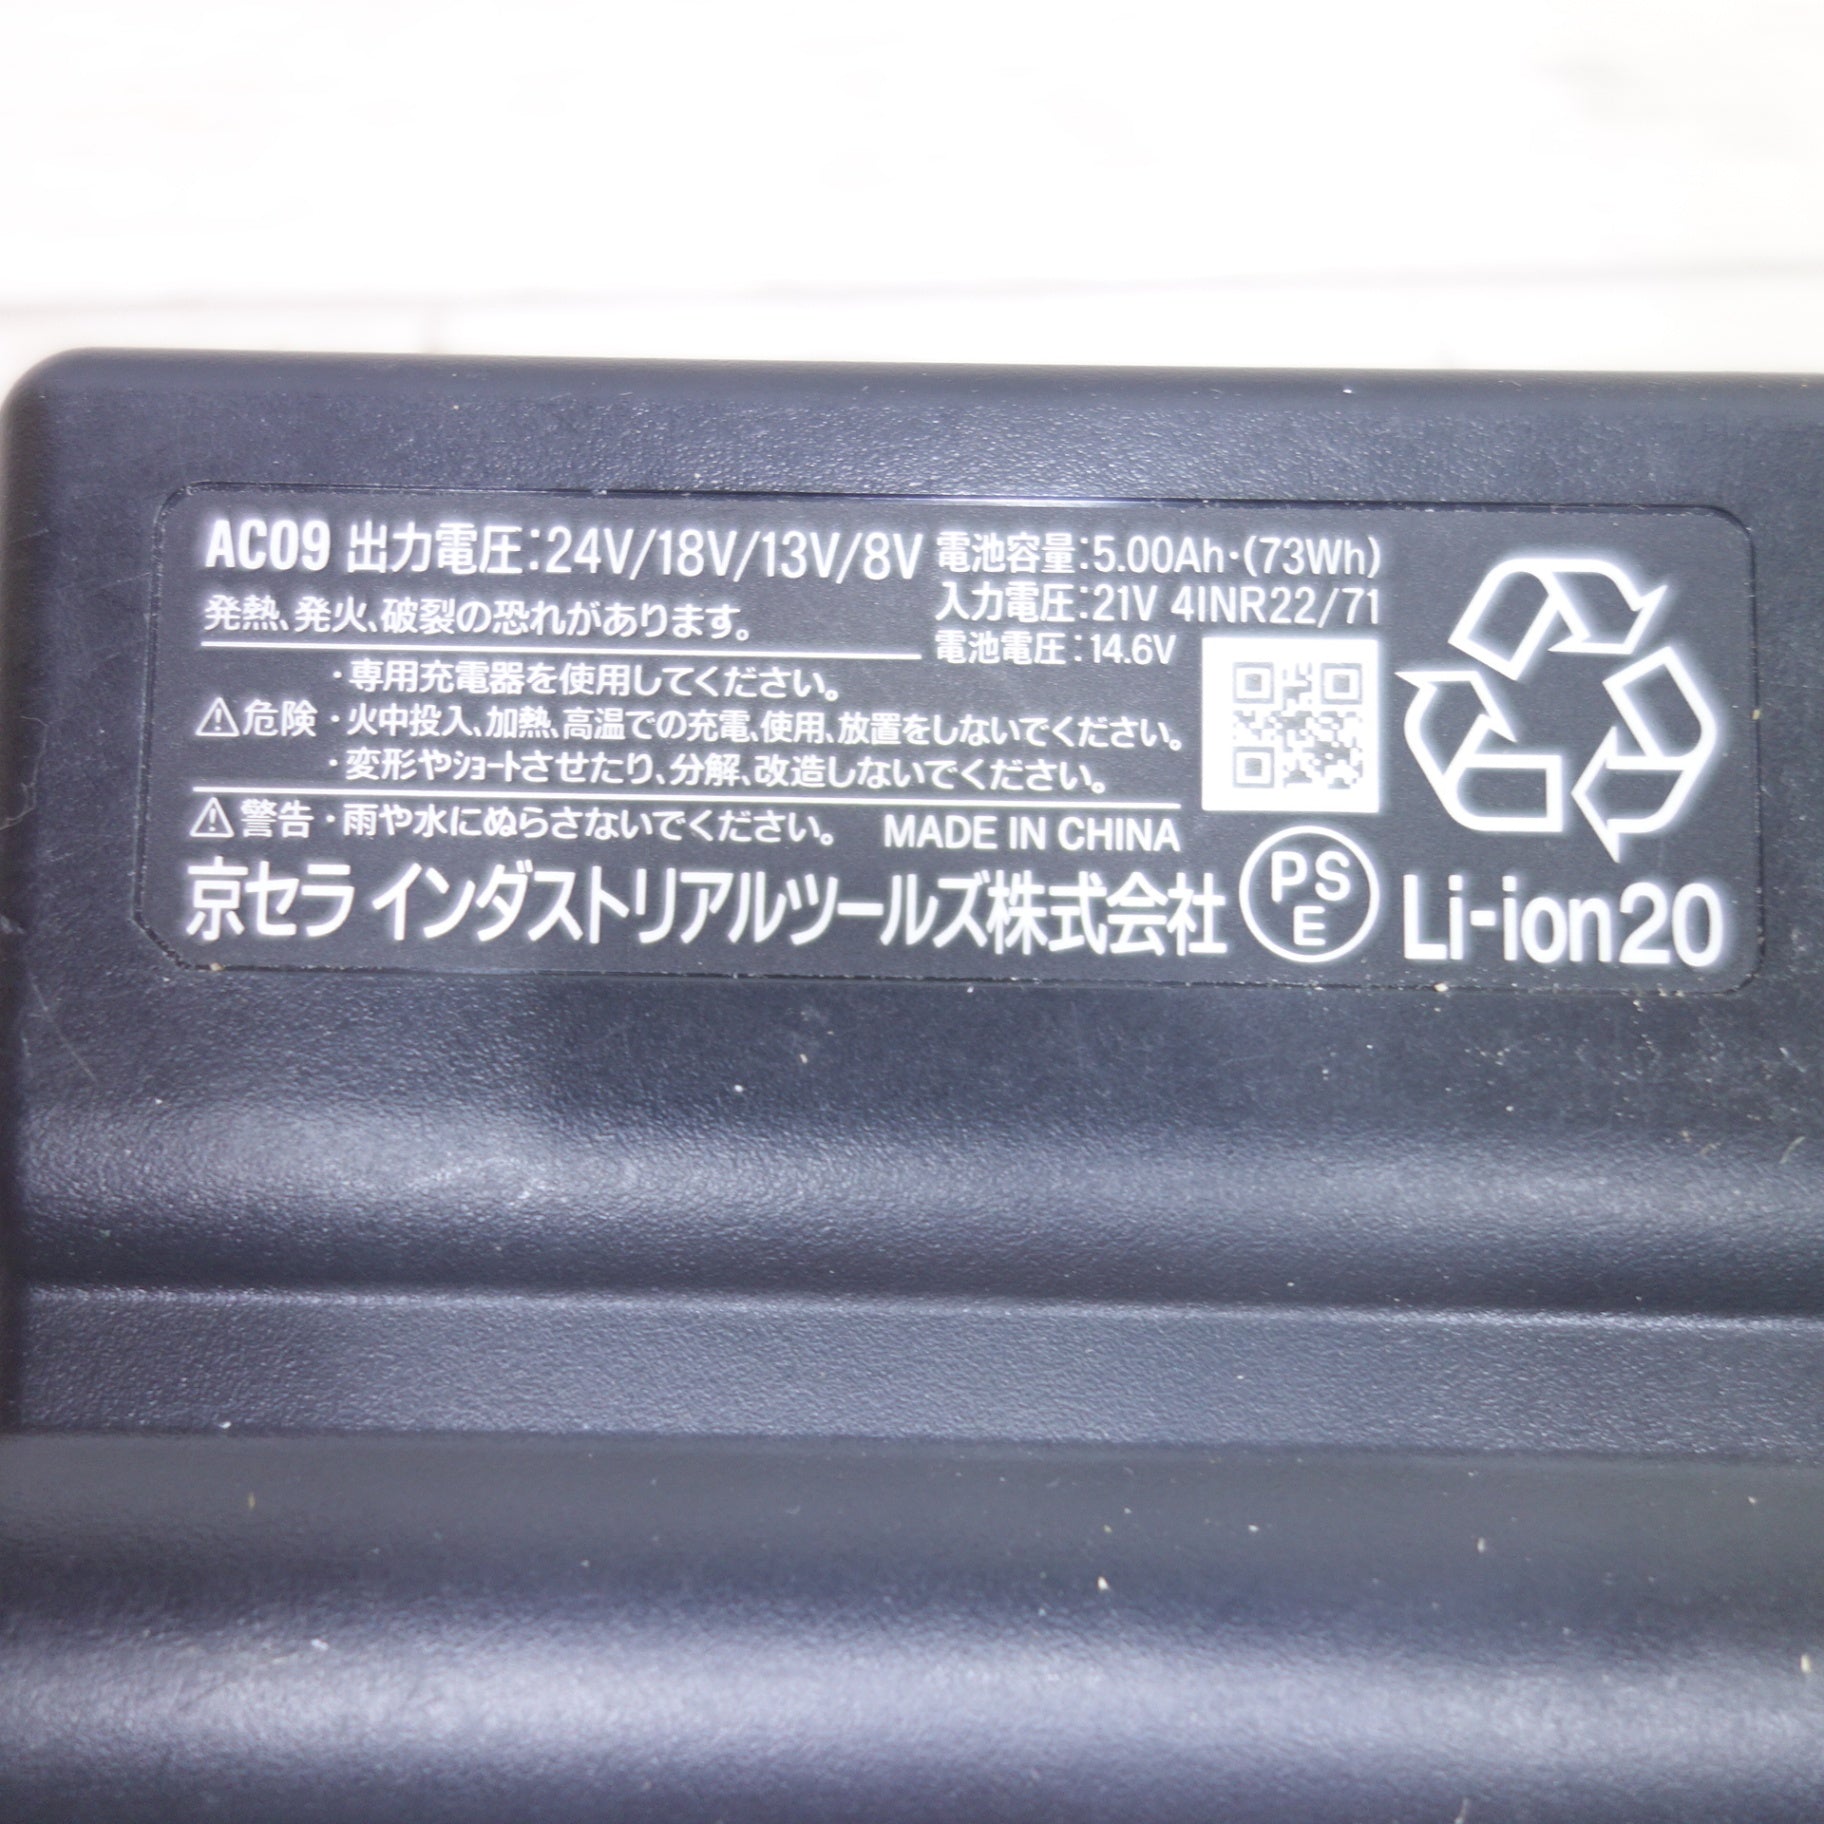 AC09 出力電圧:24V/18V/13V/8V
発熱、発火、破裂の恐れがあります。
電池容量:5.00Ah・(73Wh)
入力電圧:21V 4INR22/71
電池電圧:14.6V
⚠危険
・専用充電器を使用してください。
・火中投入、加熱、高温での充電、使用、放置をしないでください。
・変形やショートさせたり、分解、改造しないでください。
⚠警告・雨や水にぬらさないでください。
MADE IN CHINA
京セラ インダストリアルツールズ株式会社
PS
E
Li-ion20